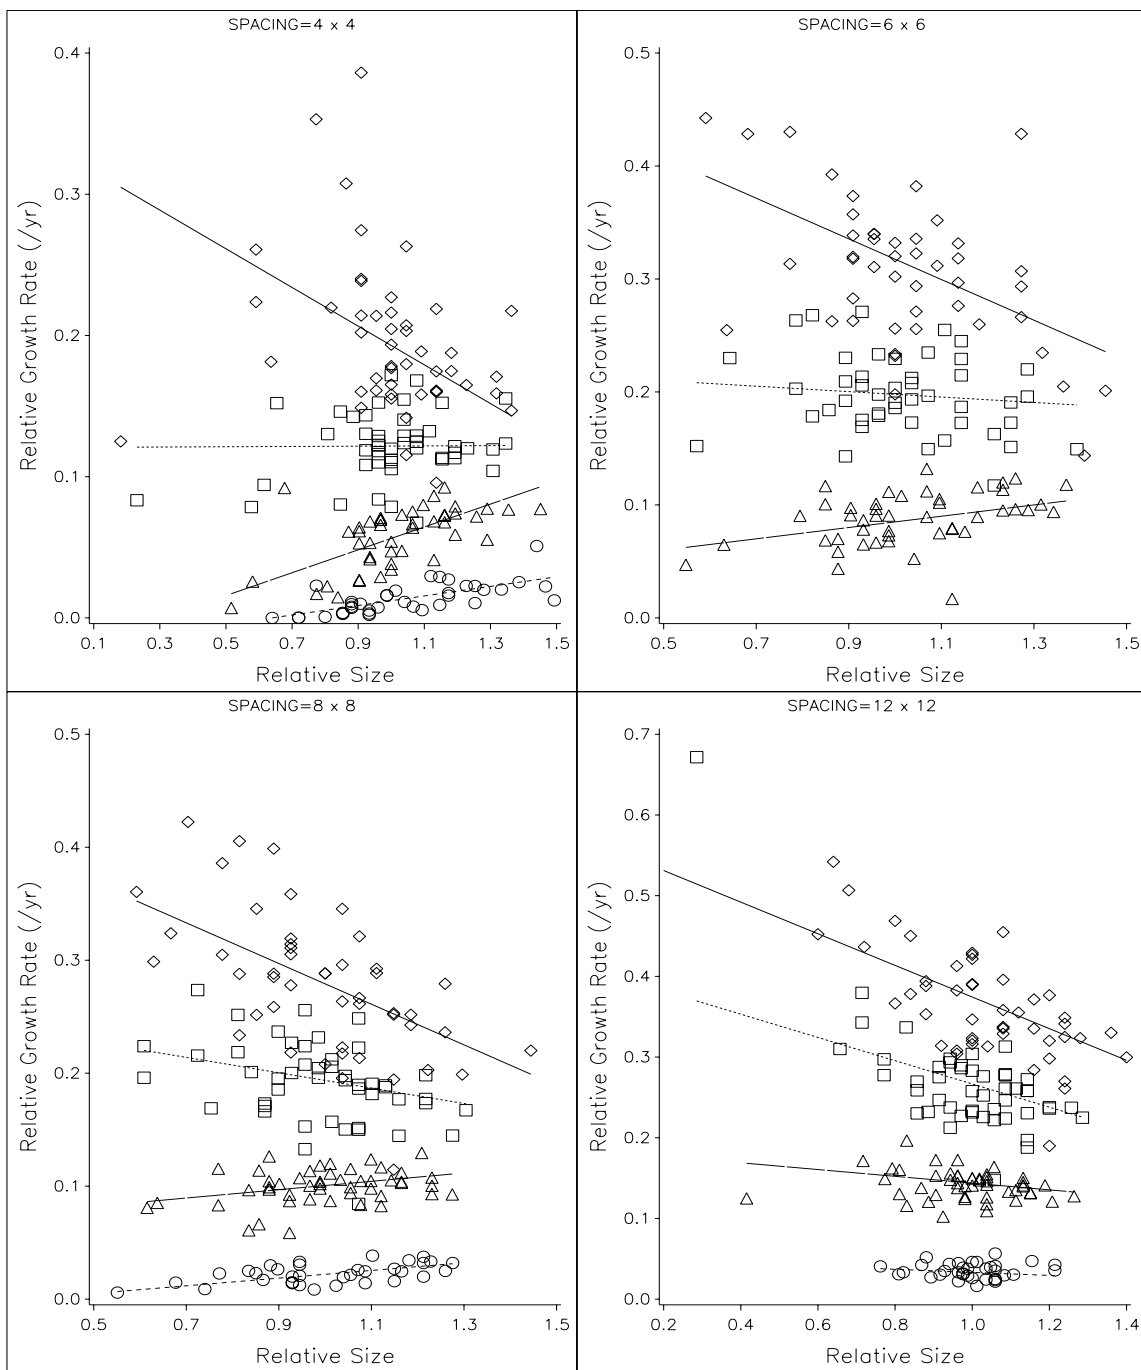 SPACING=4 x 4
Relative Growth Rate (/yr)
0.4
0.3
0.2
0.1
0.0
0.1 0.3 0.5 0.7 0.9 1.1 1.3 1.5
Relative Size
SPACING=6 x 6
Relative Growth Rate (/yr)
0.5
0.4
0.3
0.2
0.1
0.0
0.5 0.7 0.9 1.1 1.3 1.5
Relative Size
SPACING=8 x 8
Relative Growth Rate (/yr)
0.5
0.4
0.3
0.2
0.1
0.0
0.5 0.7 0.9 1.1 1.3 1.5
Relative Size
SPACING=12 x 12
Relative Growth Rate (/yr)
0.7
0.6
0.5
0.4
0.3
0.2
0.1
0.0
0.2 0.4 0.6 0.8 1.0 1.2 1.4
Relative Size